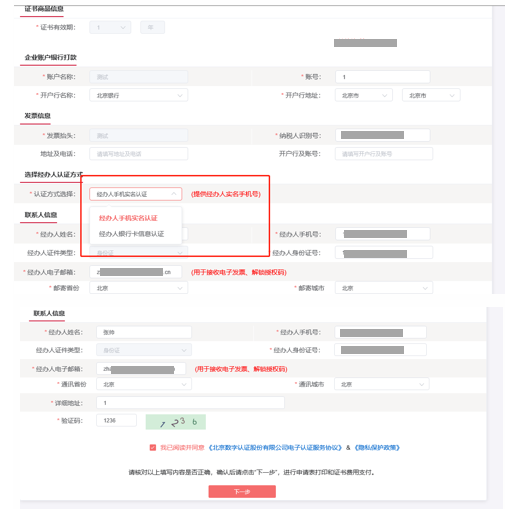 证书商品信息
* 证书有效期： 1 年
企业账户银行打款
* 账户名称： 测试 * 账号： 1
* 开户行名称： 北京银行 * 开户行地址： 北京市 北京市
发票信息
* 发票抬头： 测试 * 纳税人识别号：
地址及电话： 请填写地址及电话 开户行及账号： 请填写开户行及账号
选择经办人认证方式
* 认证方式选择： 经办人手机实名认证 (提供经办人实名手机号)
经办人手机实名认证
经办人银行卡信息认证
联系人信息
* 经办人姓名： * 经办人手机号：
经办人证件类型： 身份证 * 经办人身份证号：
* 经办人电子邮箱： z .cn (用于接收电子发票、解锁授权码)
* 邮寄省份 北京 * 邮寄城市 北京
联系人信息
* 经办人姓名： * 经办人手机号：
经办人证件类型： 身份证 * 经办人身份证号：
* 经办人电子邮箱： (用于接收电子发票、解锁授权码)
* 通讯省份 北京 * 通讯城市 北京
* 详细地址： 1
* 验证码： 1236 1 2 3 6
我已阅读并同意 《北京数字认证股份有限公司电子认证服务协议》 & 《隐私保护政策》
请核对以上填写内容是否正确，确认后请点击“下一步”，进行申请表打印和证书费用支付。
下一步